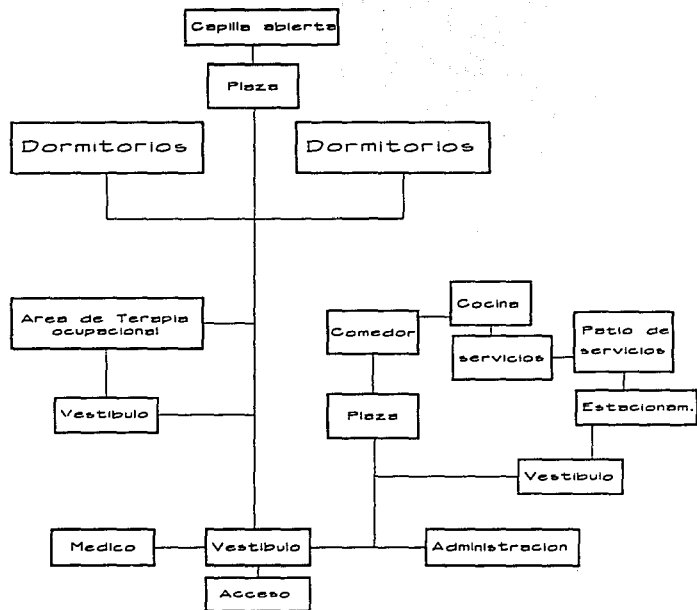 Capilla abierta
Plaza
Dormitorios
Dormitorios
Area de Terapia
ocupacional
Vestibulo
Cocina
Comedor
servicios
Patio de
servicios
Plaza
Estacionam.
Vestibulo
Medico
Vestibulo
Administracion
Acceso